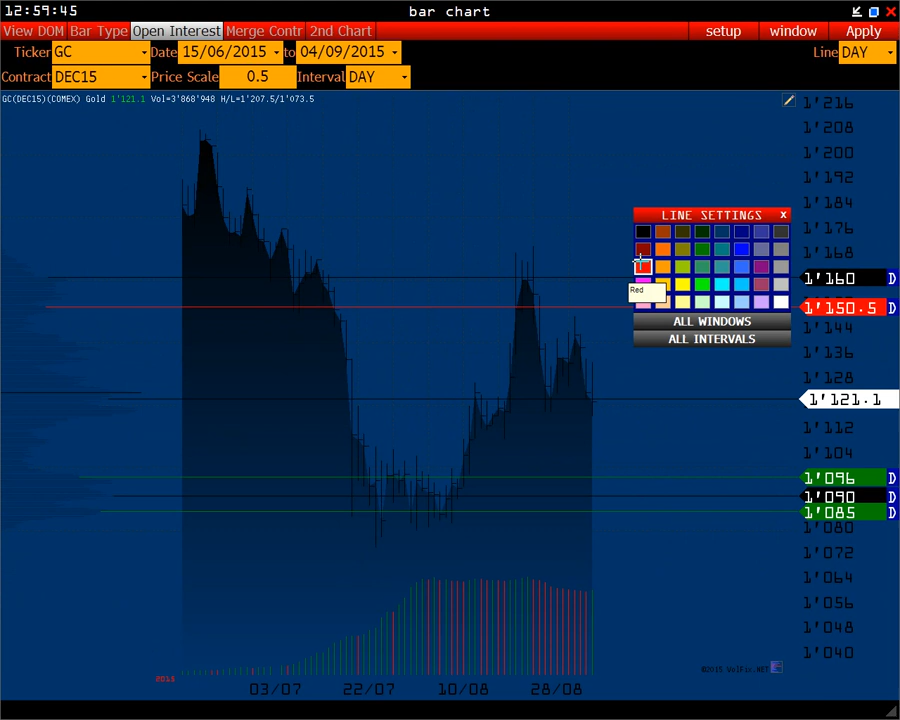 12:59:45 bar chart
View DOM Bar Type Open Interest Merge Contr 2nd Chart setup window Apply
Ticker GC Date 15/06/2015 to 04/09/2015 Line DAY
Contract DEC15 Price Scale 0.5 Interval DAY
GC(DEC15)(COMEX) Gold 1'121.1 Vol=3'868'948 H/L=1'207.5/1'073.5
1'216
1'208
1'200
1'192
1'184
LINE SETTINGS x
1'176
1'168
1'160 D
Red
1'150.5 D
ALL WINDOWS
1'144
ALL INTERVALS
1'136
1'128
1'121.1
1'112
1'104
1'096 D
1'090 D
1'085 D
1'080
1'072
1'064
1'056
1'048
1'040
©2015 VolFix.NET
03/07 22/07 10/08 28/08